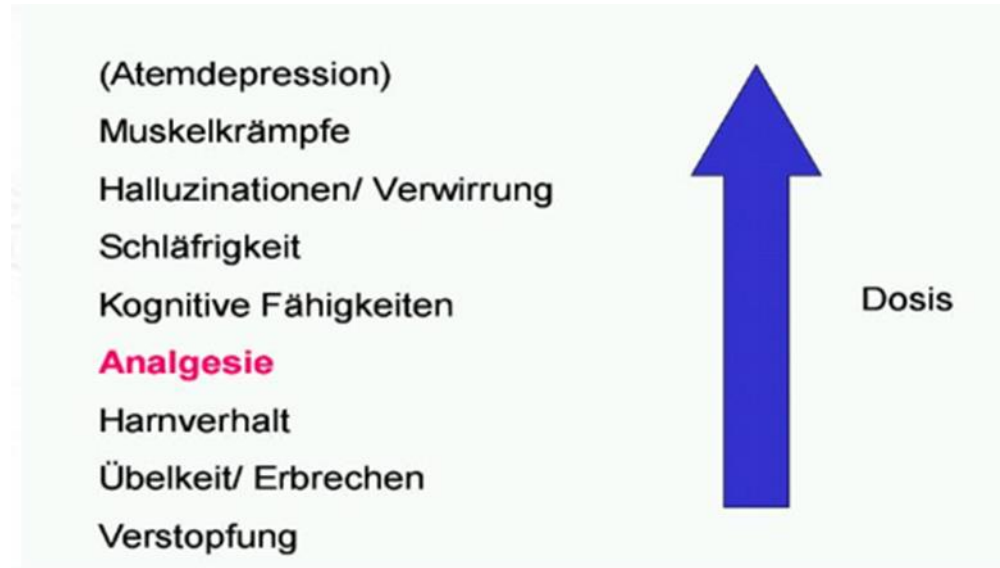 (Atemdepression)
Muskelkrämpfe
Halluzinationen/ Verwirrung
Schläfrigkeit
Kognitive Fähigkeiten
Analgesie
Harnverhalt
Übelkeit/ Erbrechen
Verstopfung
Dosis